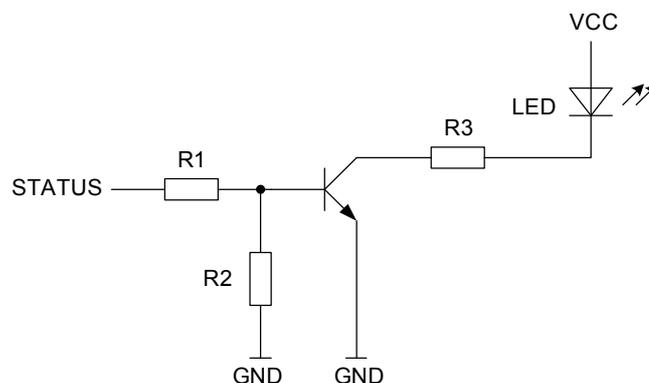 VCC
LED
R3
R1
STATUS
R2
GND
GND